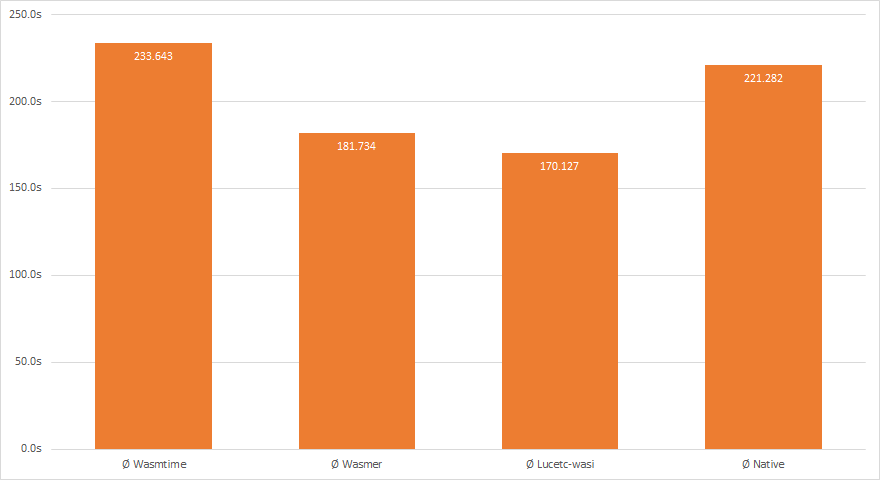 250.0s
233.643
221.282
200.0s
181.734
170.127
150.0s
100.0s
50.0s
0.0s
Ø Wasmtime
Ø Wasmer
Ø Lucetc-wasi
Ø Native